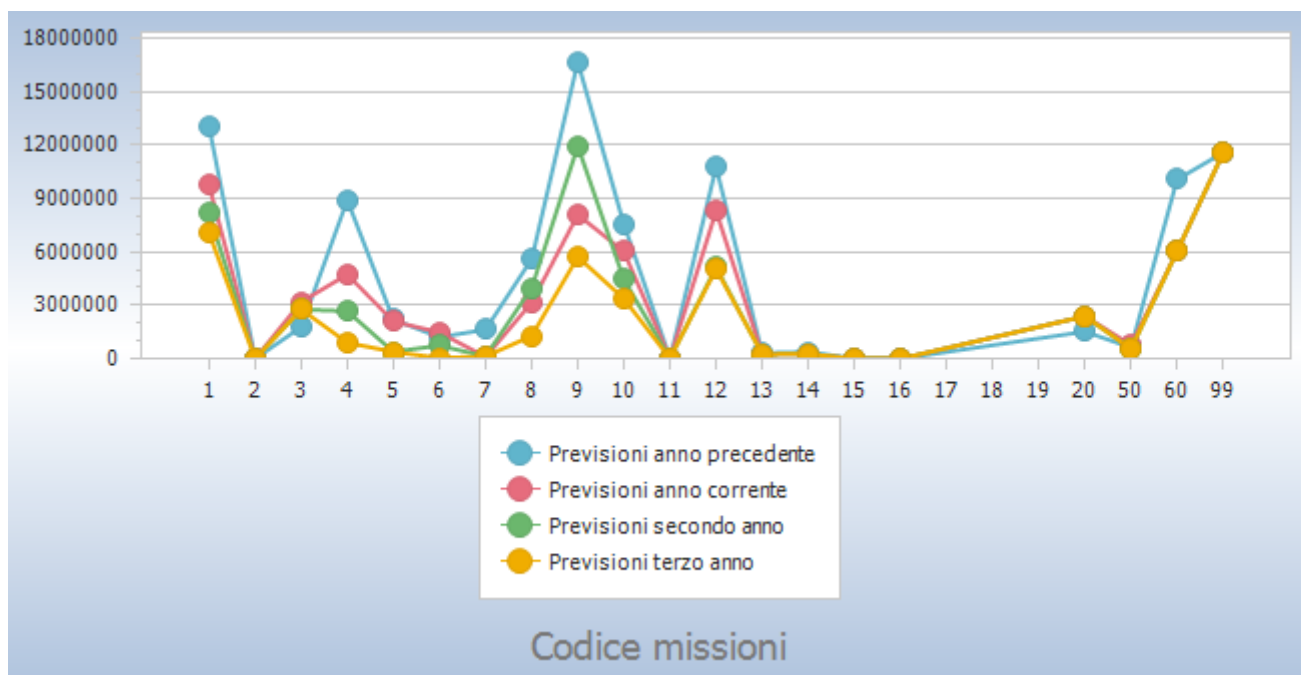 18000000
15000000
12000000
9000000
6000000
3000000
0
1 2 3 4 5 6 7 8 9 10 11 12 13 14 15 16 17 18 19 20 50 60 99
Previsioni anno precedente
Previsioni anno corrente
Previsioni secondo anno
Previsioni terzo anno
Codice missioni